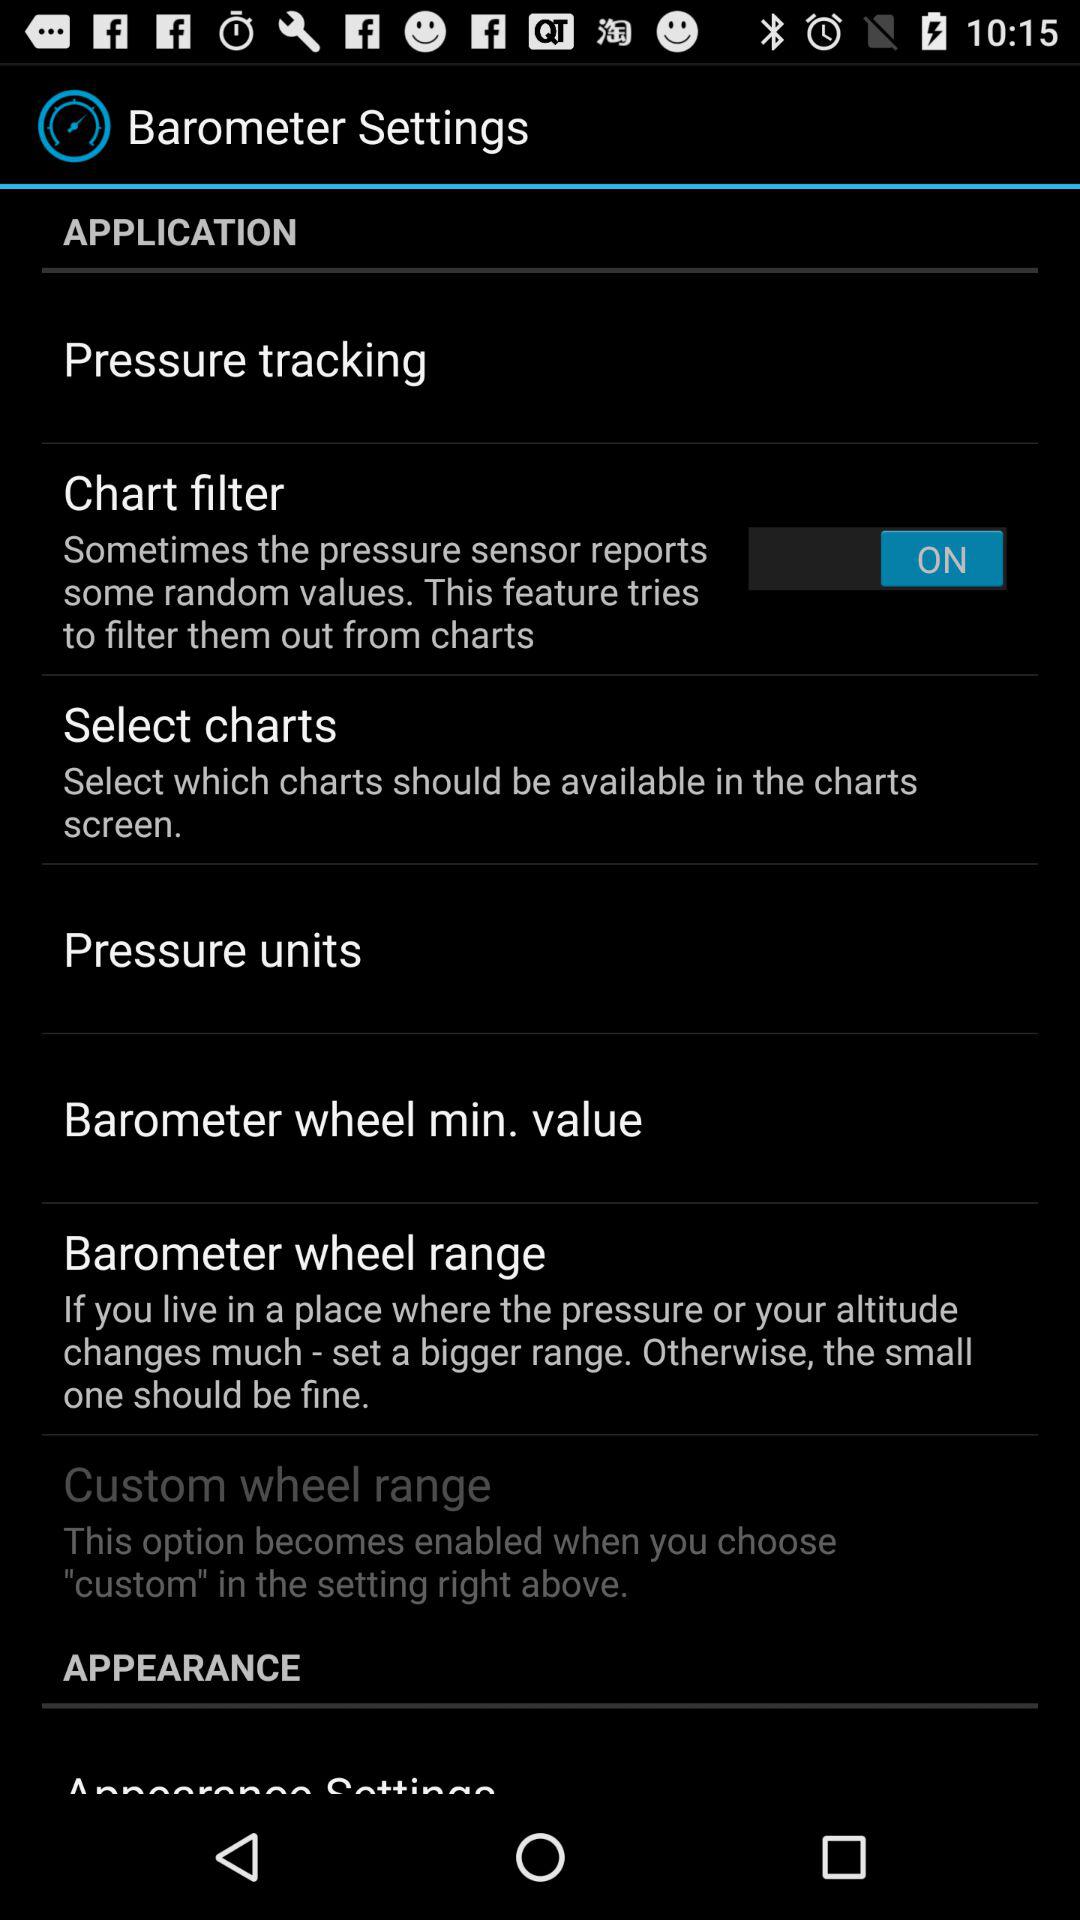 QT 淘 10:15
Barometer Settings
APPLICATION
Pressure tracking
Chart filter
Sometimes the pressure sensor reports
some random values. This feature tries
to filter them out from charts
ON
Select charts
Select which charts should be available in the charts
screen.
Pressure units
Barometer wheel min. value
Barometer wheel range
If you live in a place where the pressure or your altitude
changes much - set a bigger range. Otherwise, the small
one should be fine.
Custom wheel range
This option becomes enabled when you choose
"custom" in the setting right above.
APPEARANCE
Appearance Settings